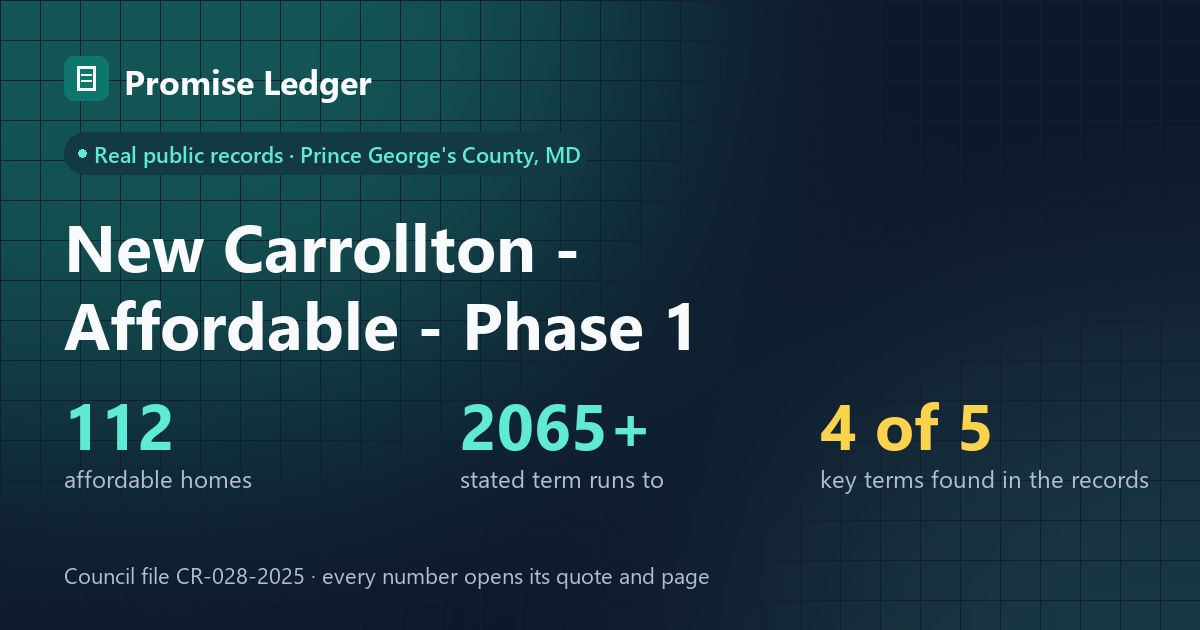 Promise Ledger
Real public records · Prince George's County, MD
New Carrollton -
Affordable - Phase 1
112
affordable homes
2065+
stated term runs to
4 of 5
key terms found in the records
Council file CR-028-2025 · every number opens its quote and page